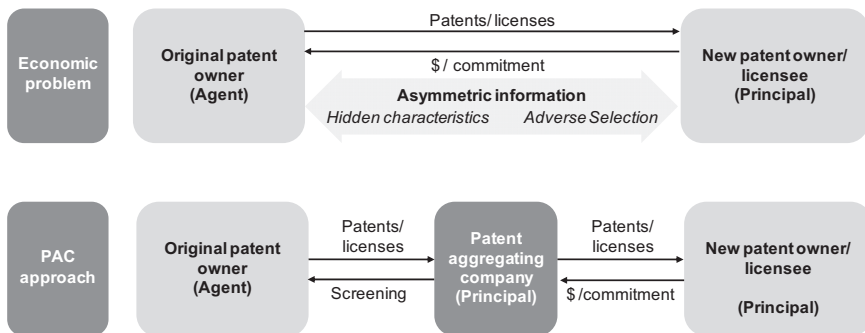 Economic
problem
Original patent
owner
(Agent)
Patents/licenses
$/ commitment
Asymmetric information
Hidden characteristics Adverse Selection
New patent owner/
licensee
(Principal)
PAC
approach
Original patent
owner
(Agent)
Patents/
licenses
Screening
Patent
aggregating
company
(Principal)
Patents/
licenses
$/commitment
New patent owner/
licensee
(Principal)